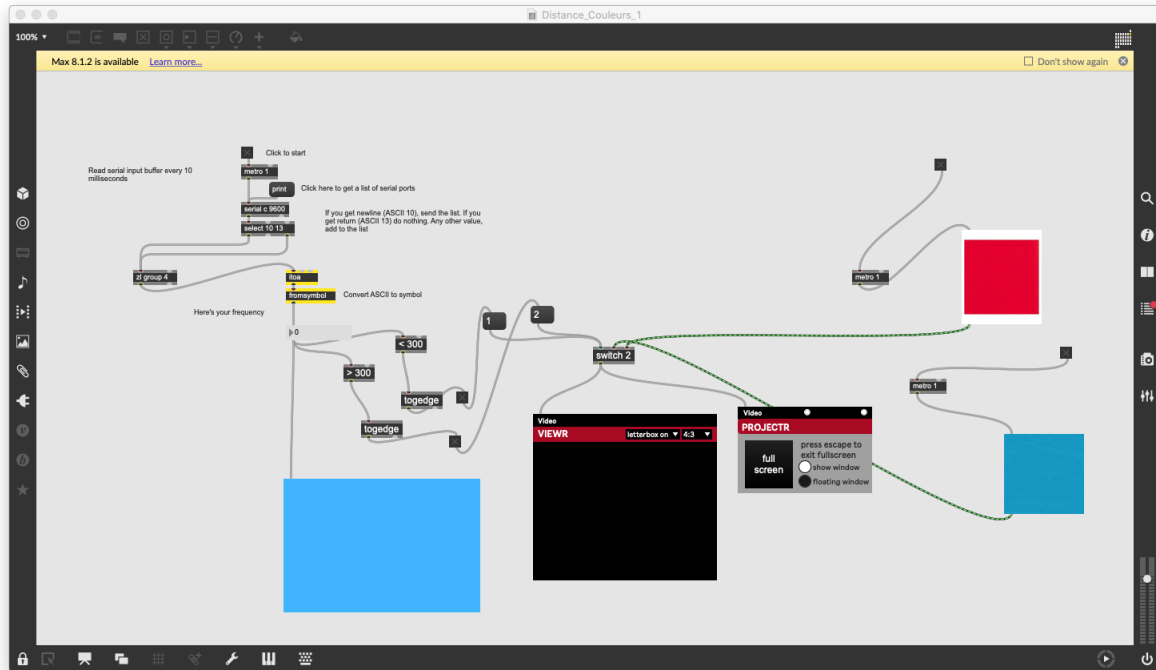 Distance_Couleurs_1
100%
Max 8.1.2 is available Learn more...
Don't show again
Click to start
Read serial input buffer every 10
milliseconds
metro 1
print
Click here to get a list of serial ports
serial c 9600
If you get newline (ASCII 10), send the list. If you
get return (ASCII 13) do nothing. Any other value,
add to the list
select 10 13
zl group 4
itoa
fromsymbol
Convert ASCII to symbol
Here's your frequency
0
< 300
> 300
togedge
togedge
1
2
switch 2
metro 1
metro 1
Video
VIEWR
letterbox on
4:3
Video
PROJECTR
full
screen
press escape to
exit fullscreen
show window
floating window